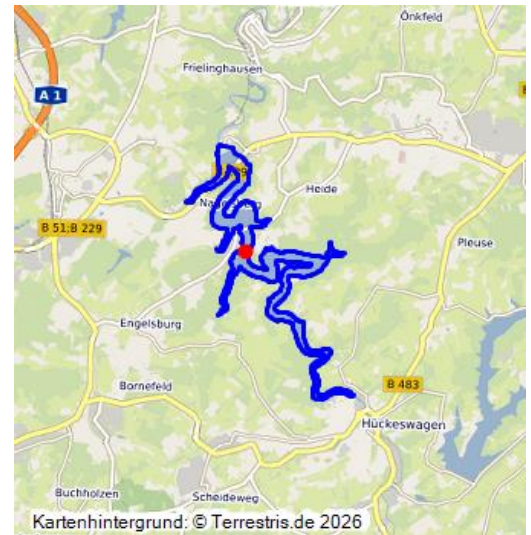 Önkfeld
Frielinghausen
A 1
Heide
B 51;B 229
Pleuse
Engelsburg
B 483
Bornefeld
Hückeswagen
Buchholzen
Scheideweg
Kartenhintergrund: © Terrestris.de 2026